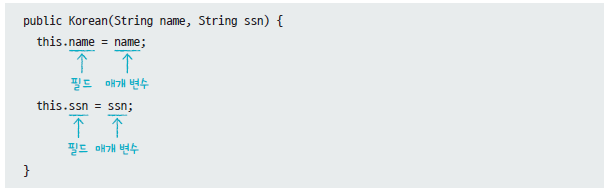 public Korean(String name, String ssn) {
this.name = name;
필드 매개 변수
this.ssn = ssn;
필드 매개 변수
}